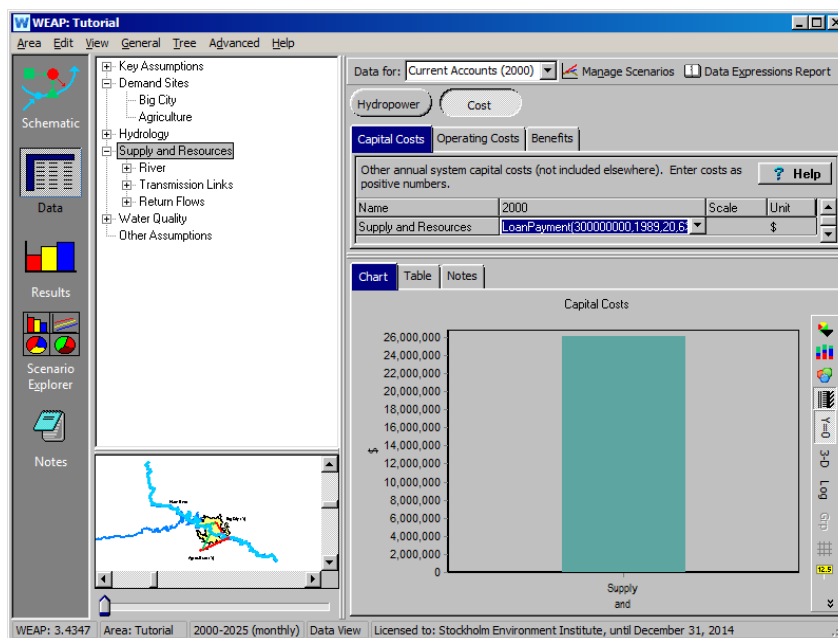 WEAP: Tutorial
Area Edit View General Tree Advanced Help
Schematic
Data
Results
Scenario
Explorer
Notes
Key Assumptions
Demand Sites
Big City
Agriculture
Hydrology
Supply and Resources
River
Transmission Links
Return Flows
Water Quality
Other Assumptions
Data for: Current Accounts (2000) Manage Scenarios Data Expressions Report
Hydropower Cost
Capital Costs Operating Costs Benefits
Other annual system capital costs (not included elsewhere). Enter costs as
positive numbers.
? Help
Name 2000 Scale Unit
Supply and Resources LoanPayment(300000000,1989,20,6 $
Chart Table Notes
Capital Costs
26,000,000
24,000,000
22,000,000
20,000,000
18,000,000
16,000,000
$ 14,000,000
12,000,000
10,000,000
8,000,000
6,000,000
4,000,000
2,000,000
0
Supply
and
Y=0
3-D
Log
Grp
12.5
WEAP: 3.4347 Area: Tutorial 2000-2025 (monthly) Data View Licensed to: Stockholm Environment Institute, until December 31, 2014